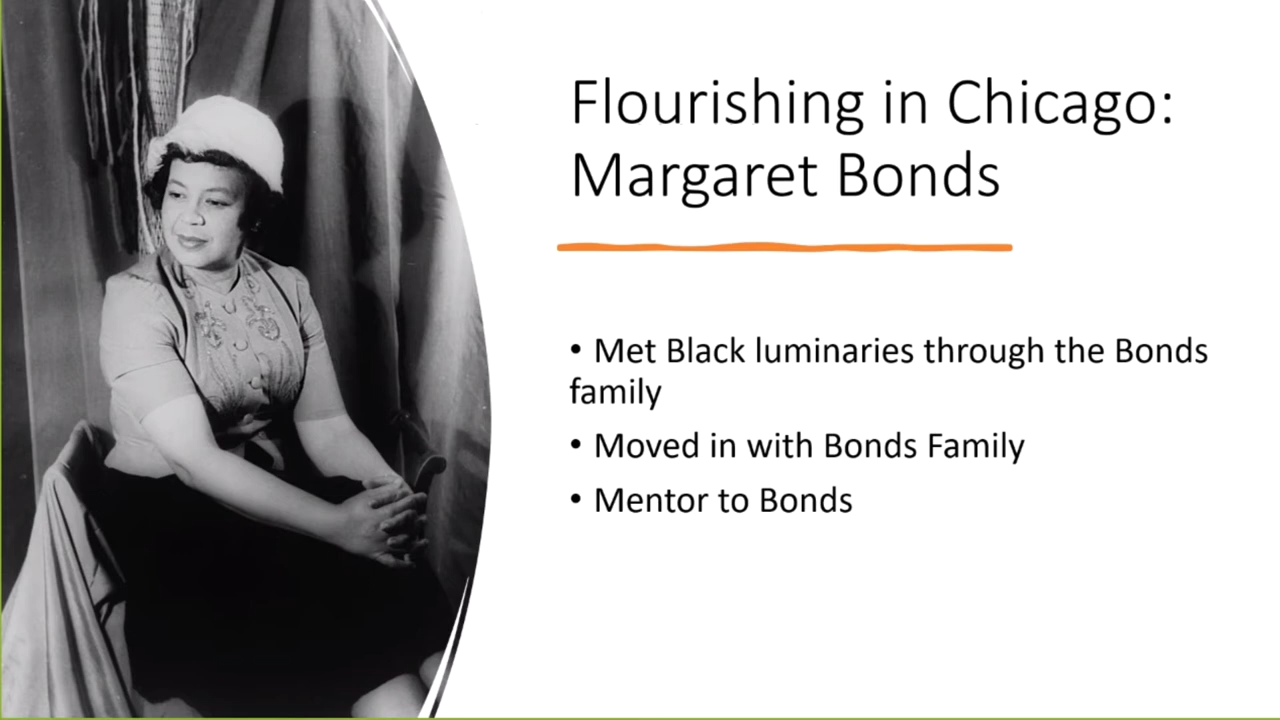 Flourishing in Chicago:
Margaret Bonds
• Met Black luminaries through the Bonds
family
• Moved in with Bonds Family
• Mentor to Bonds